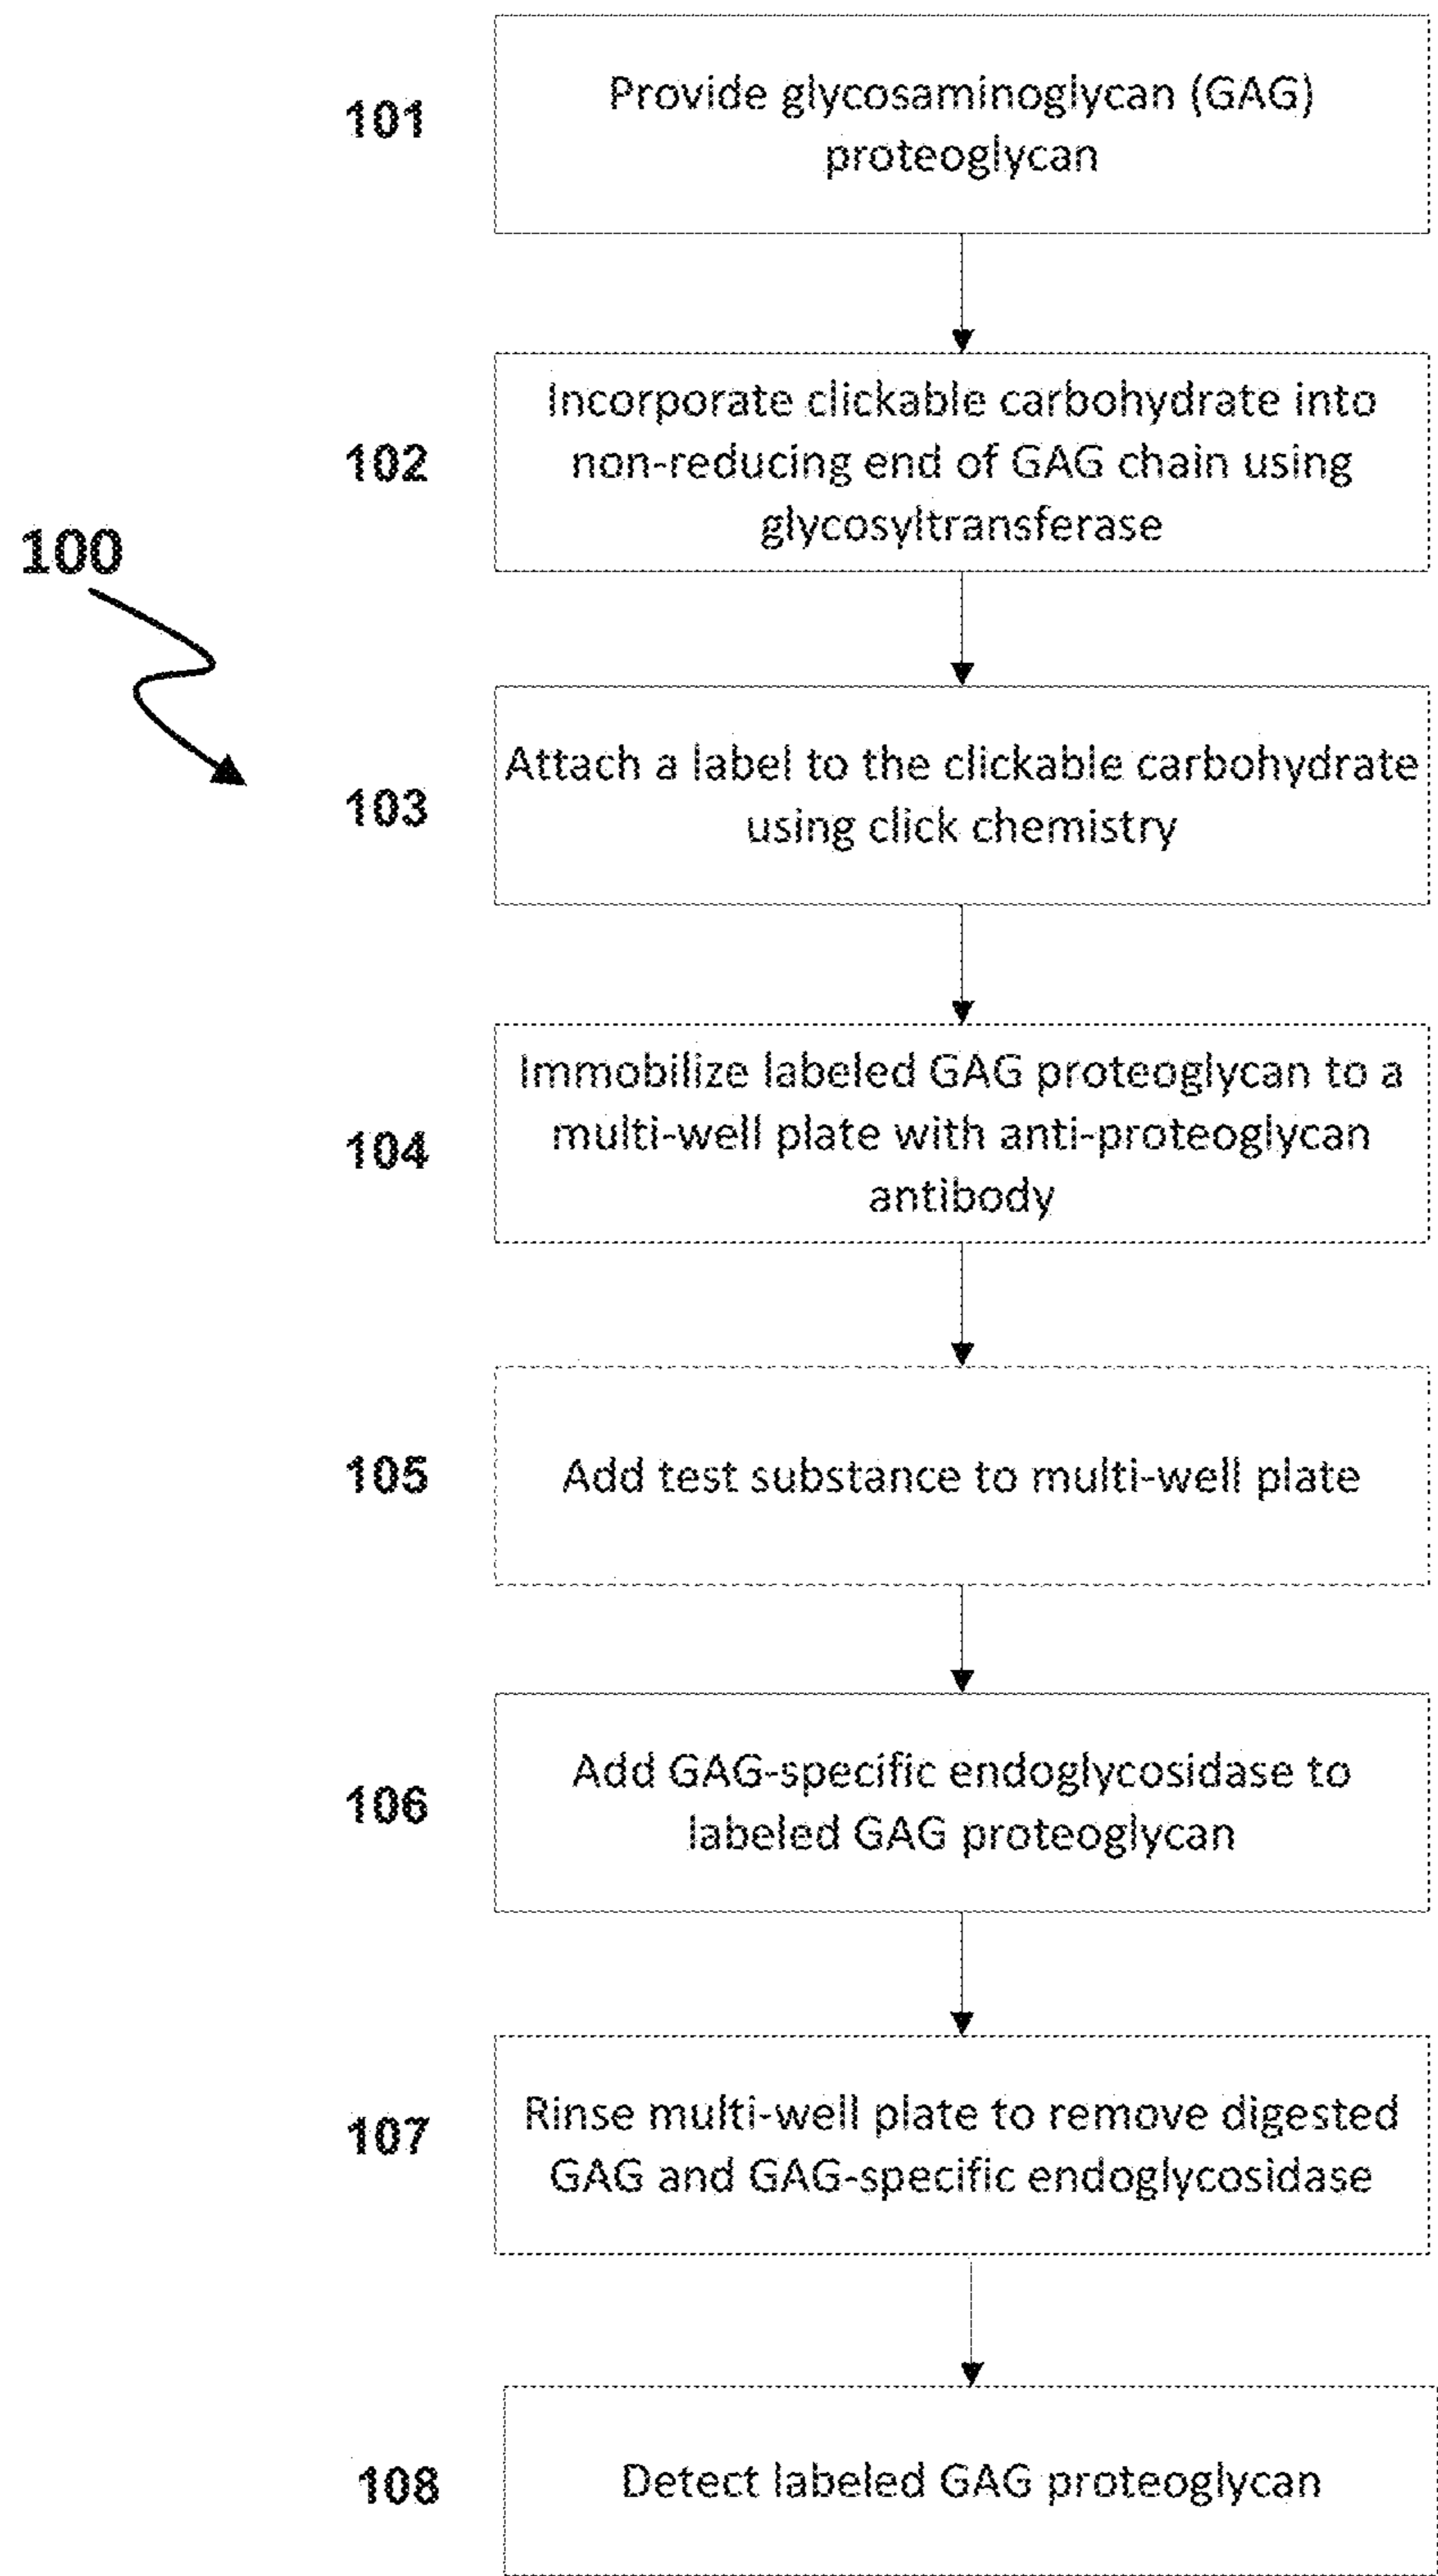 101
Provide glycosaminoglycan (GAG)
proteoglycan
102
Incorporate clickable carbohydrate into
non-reducing end of GAG chain using
glycosyltransferase
100
103
Attach a label to the clickable carbohydrate
using click chemistry
104
Immobilize labeled GAG proteoglycan to a
multi-well plate with anti-proteoglycan
antibody
105
Add test substance to multi-well plate
106
Add GAG-specific endoglycosidase to
labeled GAG proteoglycan
107
Rinse multi-well plate to remove digested
GAG and GAG-specific endoglycosidase
108
Detect labeled GAG proteoglycan